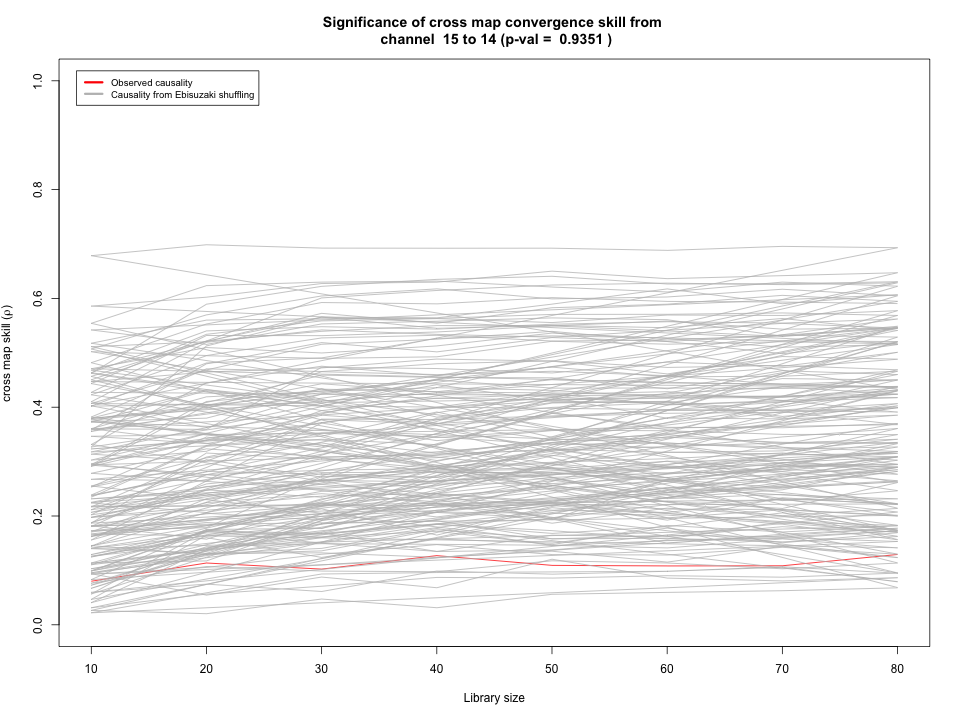 Significance of cross map convergence skill from
channel  15 to 14 (p-val =  0.9351 )
Observed causality
Causality from Ebisuzaki shuffling
cross map skill (ρ)
1.0
0.8
0.6
0.4
0.2
0.0
10 20 30 40 50 60 70 80
Library size